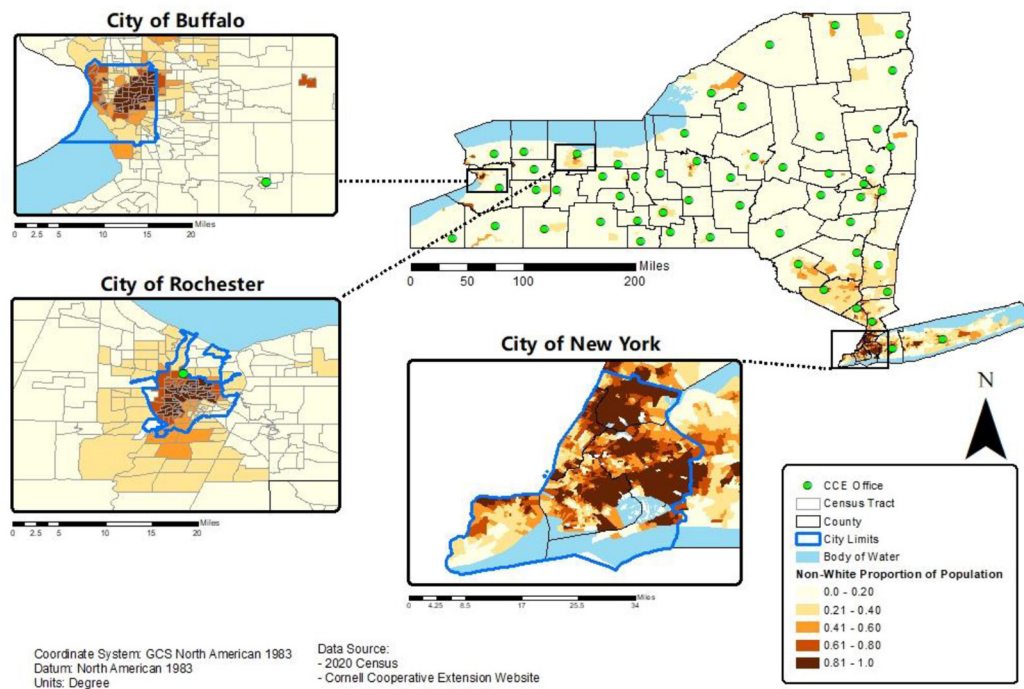 City of Buffalo
Miles
0 2.5 5 10 15 20
City of Rochester
Miles
0 2.5 5 10 15 20
Miles
0 50 100 200
City of New York
Miles
0 4.25 8.5 17 25.5 34
N
CCE Office
Census Tract
County
City Limits
Body of Water
Non-White Proportion of Population
0.0 - 0.20
0.21 - 0.40
0.41 - 0.60
0.61 - 0.80
0.81 - 1.0
Coordinate System: GCS North American 1983
Datum: North American 1983
Units: Degree
Data Source:
- 2020 Census
- Cornell Cooperative Extension Website